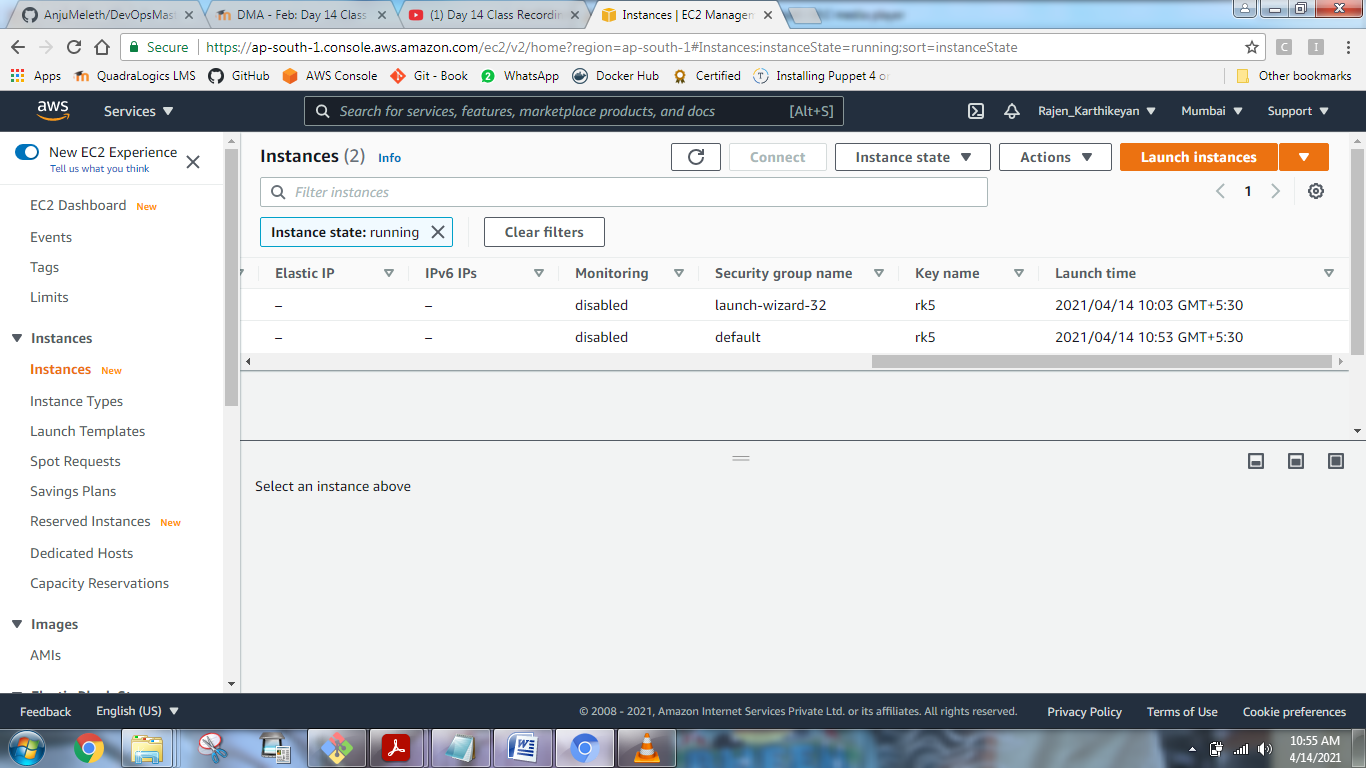 AnjuMeleth/DevOpsMast
DMA - Feb: Day 14 Class
(1) Day 14 Class Recordin
Instances | EC2 Managem
Secure https://ap-south-1.console.aws.amazon.com/ec2/v2/home?region=ap-south-1#Instances:instanceState=running;sort=instanceState
C I
Apps QuadraLogics LMS GitHub AWS Console Git - Book 2 WhatsApp Docker Hub Certified Installing Puppet 4 or Other bookmarks
aws Services Search for services, features, marketplace products, and docs [Alt+S] Rajen_Karthikeyan Mumbai Support
New EC2 Experience
Tell us what you think
EC2 Dashboard New
Events
Tags
Limits
Instances
Instances New
Instance Types
Launch Templates
Spot Requests
Savings Plans
Reserved Instances New
Dedicated Hosts
Capacity Reservations
Images
AMIs
Instances (2) Info Connect Instance state Actions Launch instances
Filter instances 1
Instance state: running Clear filters
Elastic IP IPv6 IPs Monitoring Security group name Key name Launch time
– – disabled launch-wizard-32 rk5 2021/04/14 10:03 GMT+5:30
– – disabled default rk5 2021/04/14 10:53 GMT+5:30
Select an instance above
Feedback English (US) © 2008 - 2021, Amazon Internet Services Private Ltd. or its affiliates. All rights reserved. Privacy Policy Terms of Use Cookie preferences
10:55 AM
4/14/2021